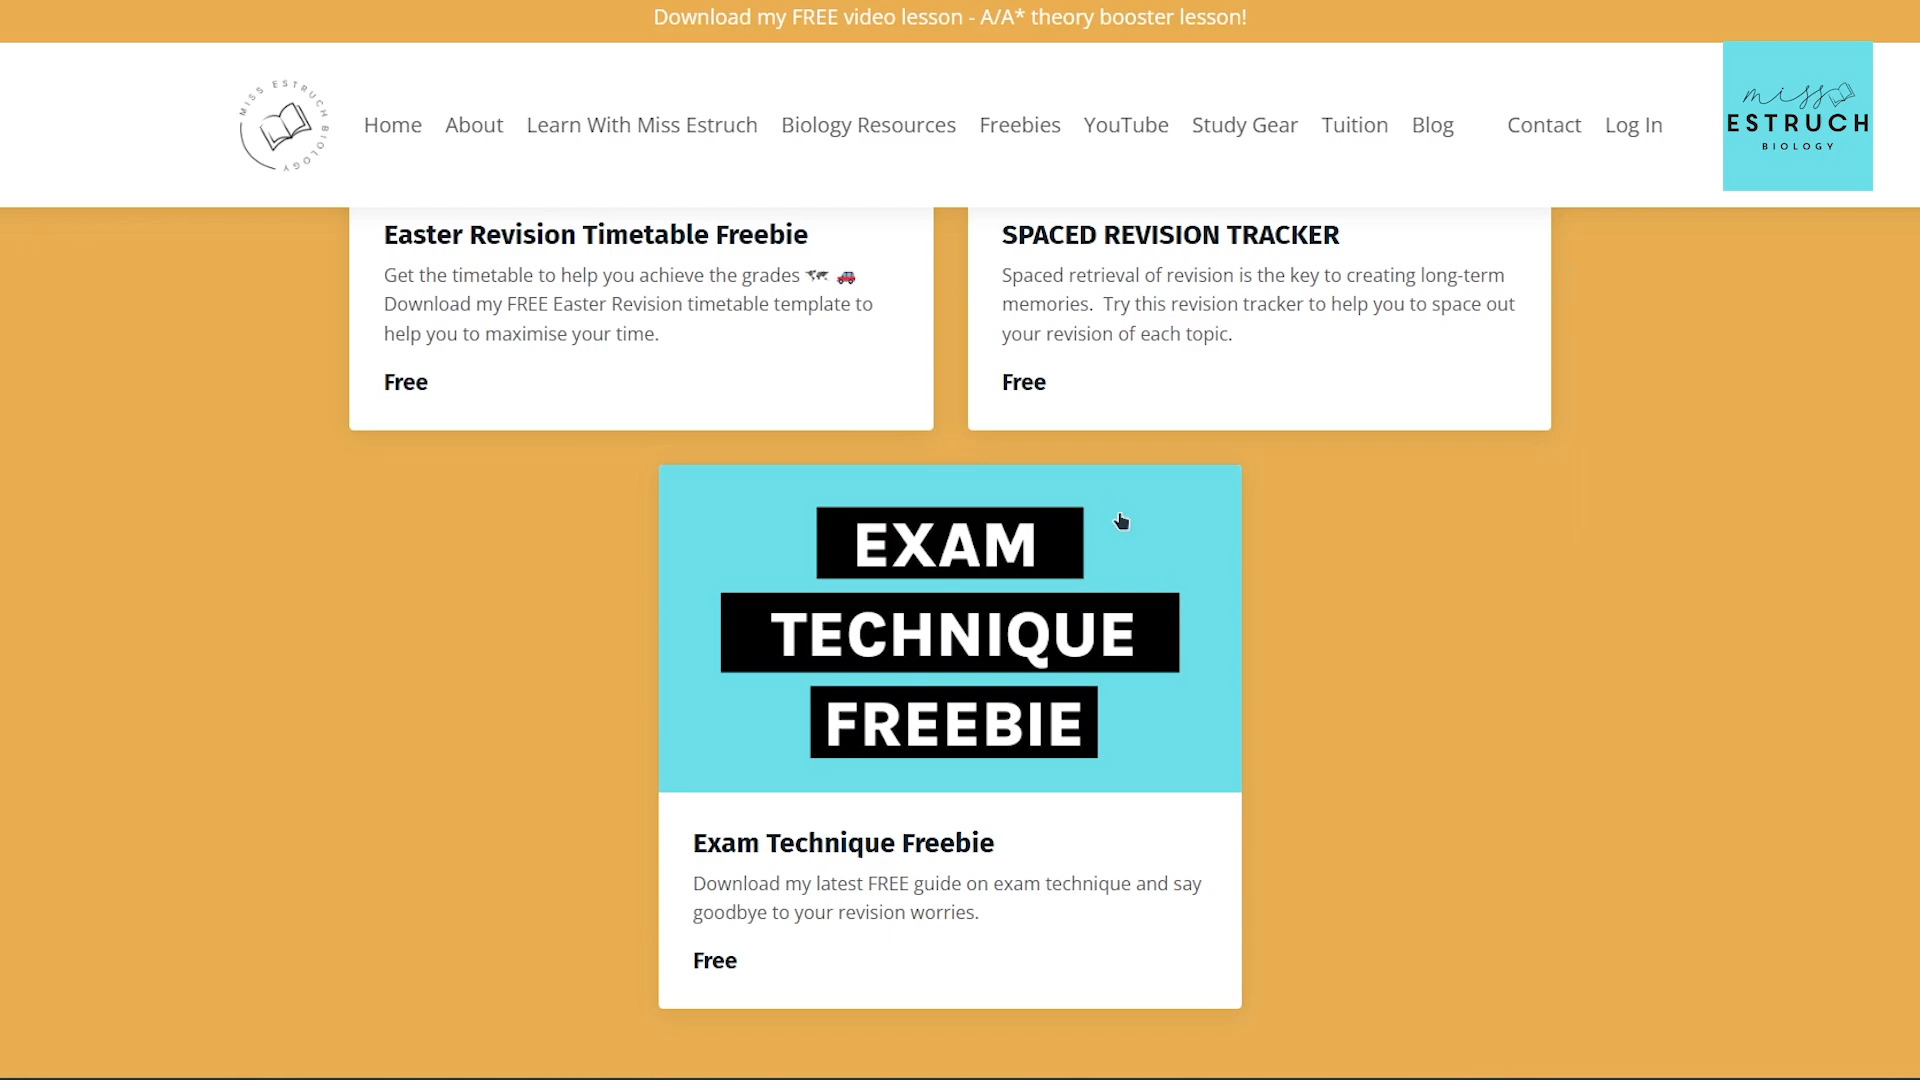 Download my FREE video lesson - A/A* theory booster lesson!
MISS ESTRUCH BIOLOGY
Home About Learn With Miss Estruch Biology Resources Freebies YouTube Study Gear Tuition Blog Contact Log In
miss
ESTRUCH
BIOLOGY
Easter Revision Timetable Freebie
Get the timetable to help you achieve the grades
Download my FREE Easter Revision timetable template to
help you to maximise your time.
Free
SPACED REVISION TRACKER
Spaced retrieval of revision is the key to creating long-term
memories. Try this revision tracker to help you to space out
your revision of each topic.
Free
EXAM
TECHNIQUE
FREEBIE
Exam Technique Freebie
Download my latest FREE guide on exam technique and say
goodbye to your revision worries.
Free